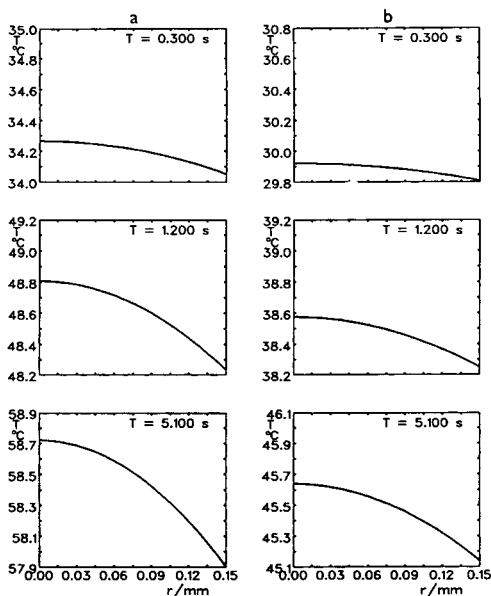 a
35.0
T
°C
34.8
34.6
34.4
34.2
34.0
T = 0.300 s
b
30.8
T
°C
30.6
30.4
30.2
30.0
29.8
T = 0.300 s
49.2
T
°C
49.0
48.8
48.6
48.4
48.2
T = 1.200 s
39.2
T
°C
39.0
38.8
38.6
38.4
38.2
T = 1.200 s
58.9
T
°C
58.7
58.5
58.3
58.1
57.9
T = 5.100 s
0.00 0.03 0.06 0.09 0.12 0.15
r/mm
46.1
T
°C
45.9
45.7
45.5
45.3
45.1
T = 5.100 s
0.00 0.03 0.06 0.09 0.12 0.15
r/mm